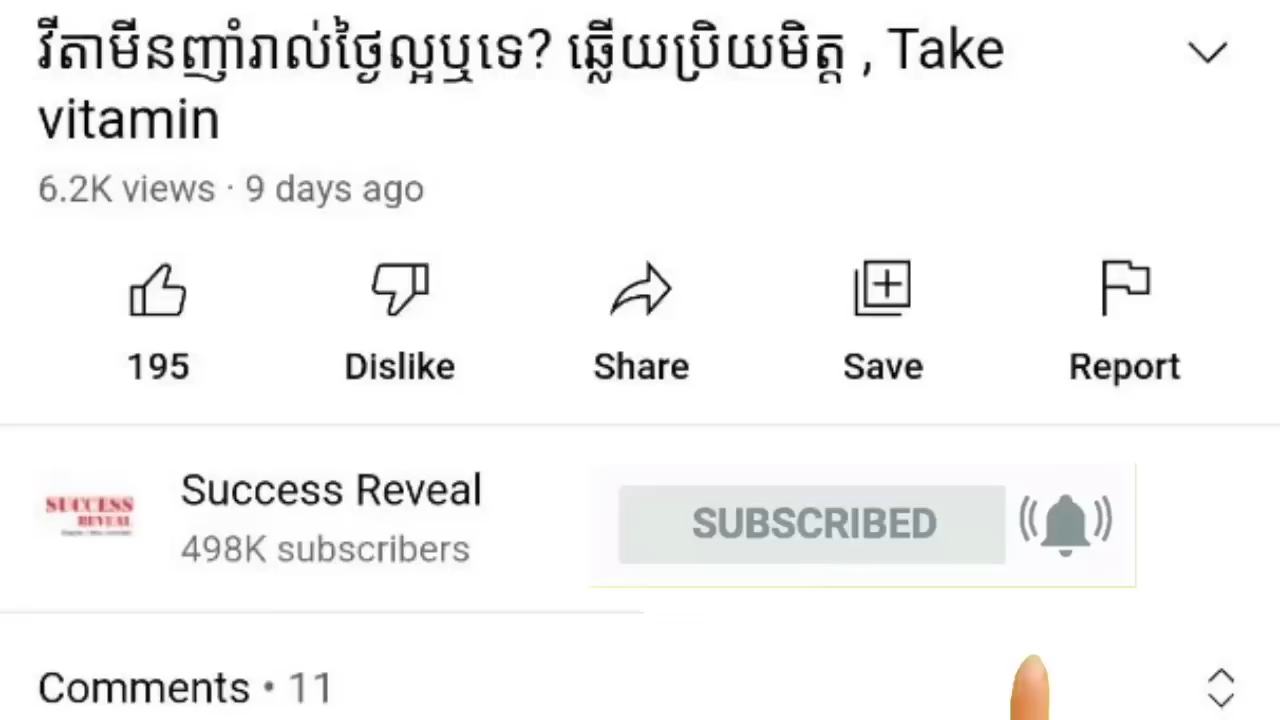 វីតាមីនញ៉ាំរាល់ថ្ងៃល្អឬទេ? ឆ្លើយប្រិយមិត្ត , Take
vitamin
6.2K views · 9 days ago
195 Dislike Share Save Report
SUCCESS
REVEAL
Success Reveal
498K subscribers
SUBSCRIBED
Comments • 11